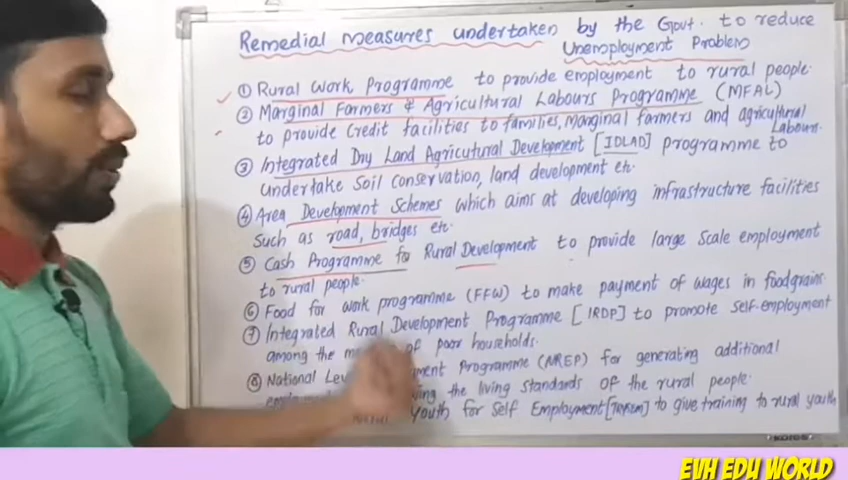 Remedial measures undertaken by the Govt. to reduce
Unemployment Problem
① Rural work Programme to provide employment to rural people.
② Marginal Farmers & Agricultural Labours Programme (MFAL)
to provide Credit facilities to families, marginal farmers and agricultural
Labours.
③ Integrated Dry Land Agricutural Development [IDLAD] programme to
undertake Soil conservation, land development etc.
④ Area Development Schemes which aims at developing infrastructure facilities
Such as road, bridges etc.
⑤ Cash Programme for Rural Development to provide large Scale employment
to rural people.
⑥ Food for work programme (FFW) to make payment of wages in foodgrains
⑦ Integrated Rural Development Programme [IRDP] to promote Self-employment
among the of poor households.
⑧ National Programme (NREP) for generating additional
the living standards of the rural people.
youth for Self Employment [TRYSEM] to give training to rural youth
EVH EDU WORLD